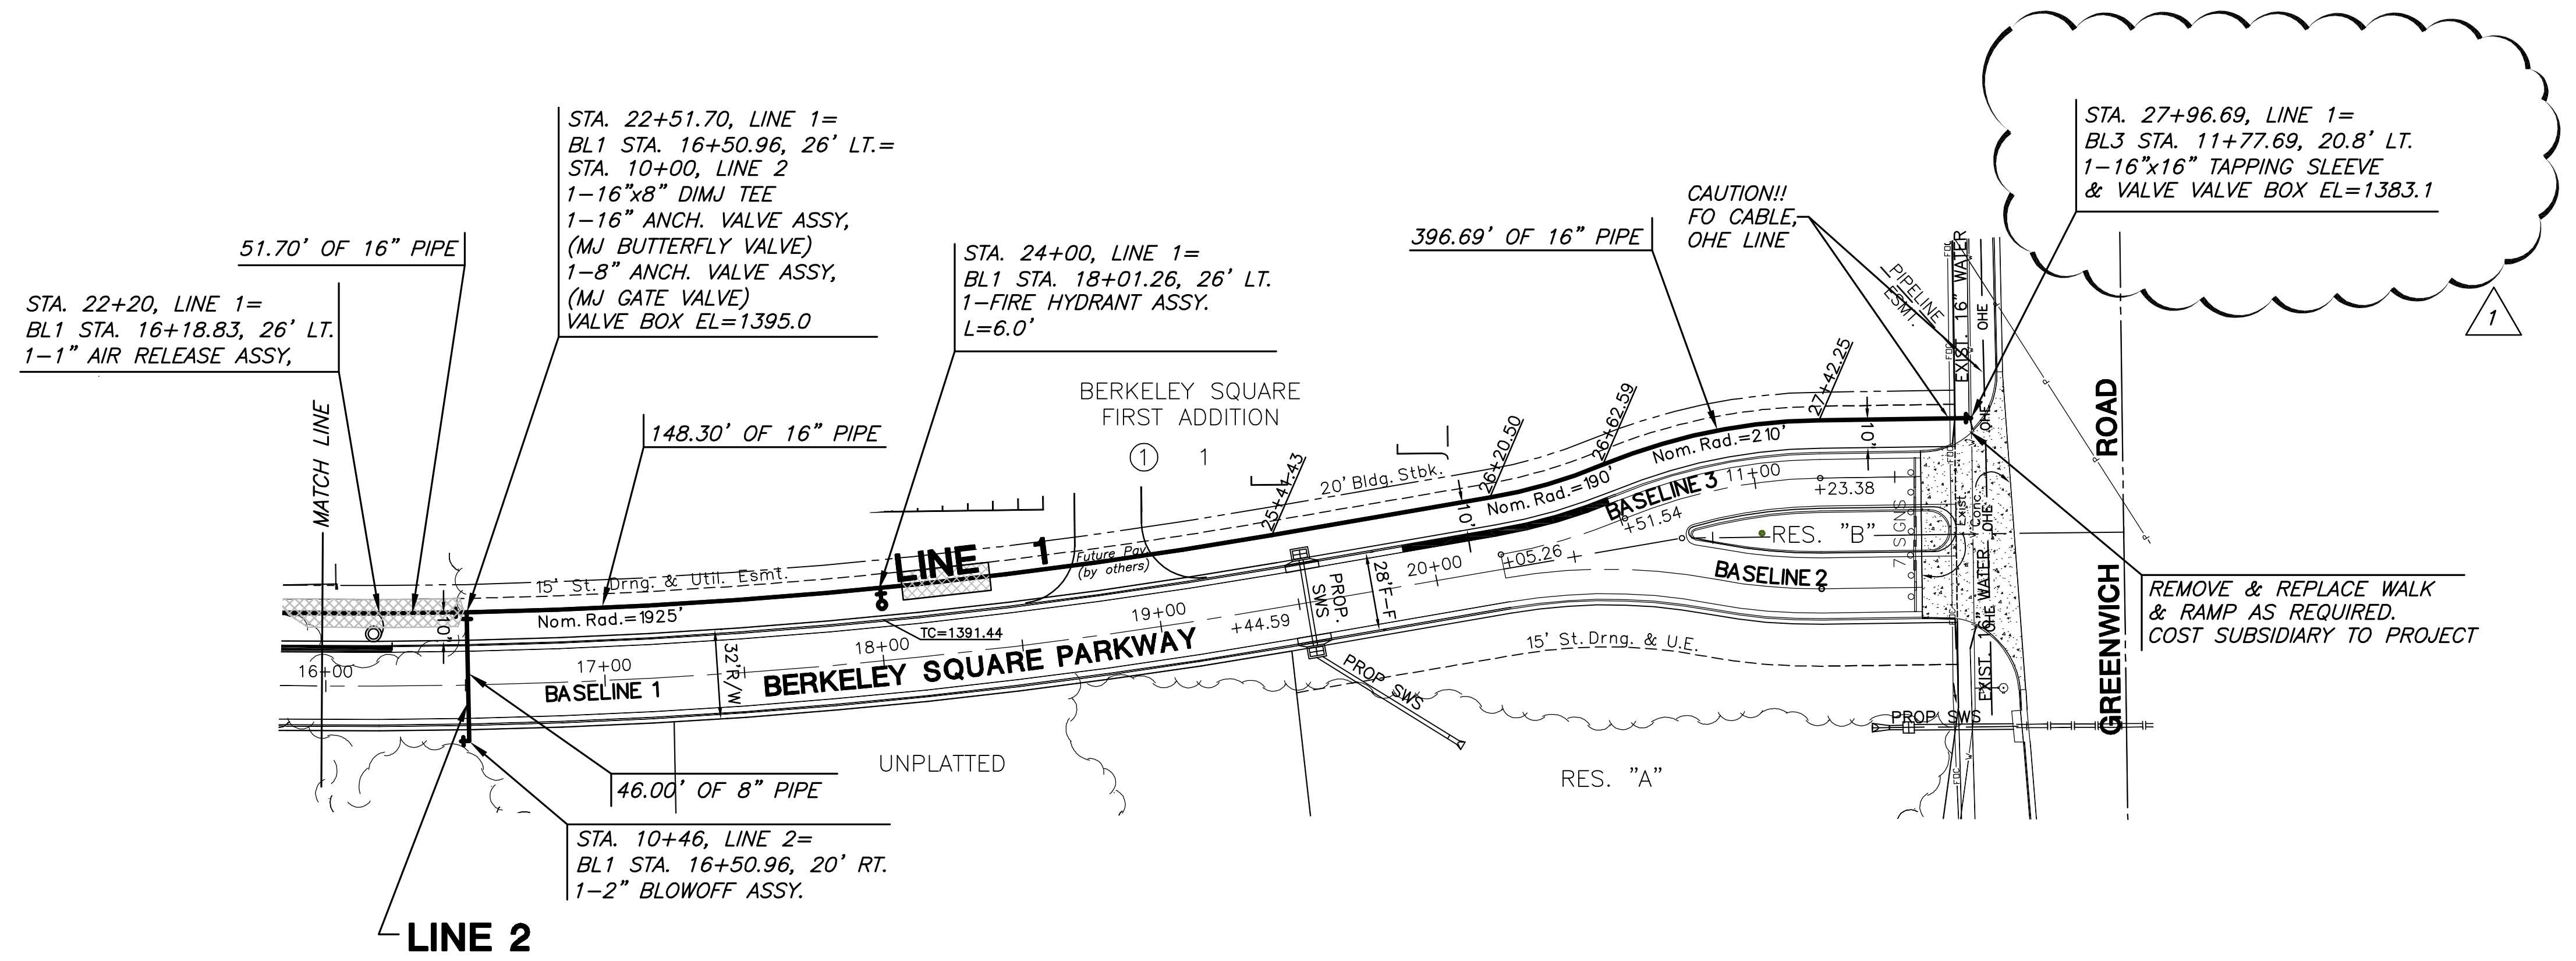 STA. 22+51.70, LINE 1=
BL1 STA. 16+50.96, 26' LT.=
STA. 10+00, LINE 2
1-16"x8" DIMJ TEE
1-16" ANCH. VALVE ASSY,
(MJ BUTTERFLY VALVE)
1-8" ANCH. VALVE ASSY,
(MJ GATE VALVE)
VALVE BOX EL=1395.0
STA. 27+96.69, LINE 1=
BL3 STA. 11+77.69, 20.8' LT.
1-16"x16" TAPPING SLEEVE
& VALVE VALVE BOX EL=1383.1
1
51.70' OF 16" PIPE
STA. 22+20, LINE 1=
BL1 STA. 16+18.83, 26' LT.
1-1" AIR RELEASE ASSY,
STA. 24+00, LINE 1=
BL1 STA. 18+01.26, 26' LT.
1-FIRE HYDRANT ASSY.
L=6.0'
396.69' OF 16" PIPE
CAUTION!!
FO CABLE,
OHE LINE
PIPELINE
ESMT.
EXIST. 16" WATER
OHE
OHE
MATCH LINE
148.30' OF 16" PIPE
BERKELEY SQUARE
FIRST ADDITION
1
1
25+41.43
20' Bldg. Stbk.
26+20.50
26+62.59
27+42.25
Nom. Rad.=190'
Nom. Rad.=210'
10'
10'
10'
LINE 1
Future Pav.
(by others)
15' St. Drng. & Util. Esmt.
Nom. Rad.=1925'
TC=1391.44
16+00
17+00
18+00
19+00
+44.59
20+00
+05.26
+51.54
11+00
+23.38
BASELINE 1
BASELINE 2
BASELINE 3
32' R/W
28' F-F
BERKELEY SQUARE PARKWAY
PROP.
SWS
PROP SWS
RES. "B"
7 SIGNS
Exist.
Conc.
OHE
OHE
EXIST. 16" WATER
GREENWICH ROAD
REMOVE & REPLACE WALK
& RAMP AS REQUIRED.
COST SUBSIDIARY TO PROJECT
15' St.Drng. & U.E.
PROP SWS
UNPLATTED
RES. "A"
46.00' OF 8" PIPE
STA. 10+46, LINE 2=
BL1 STA. 16+50.96, 20' RT.
1-2" BLOWOFF ASSY.
LINE 2